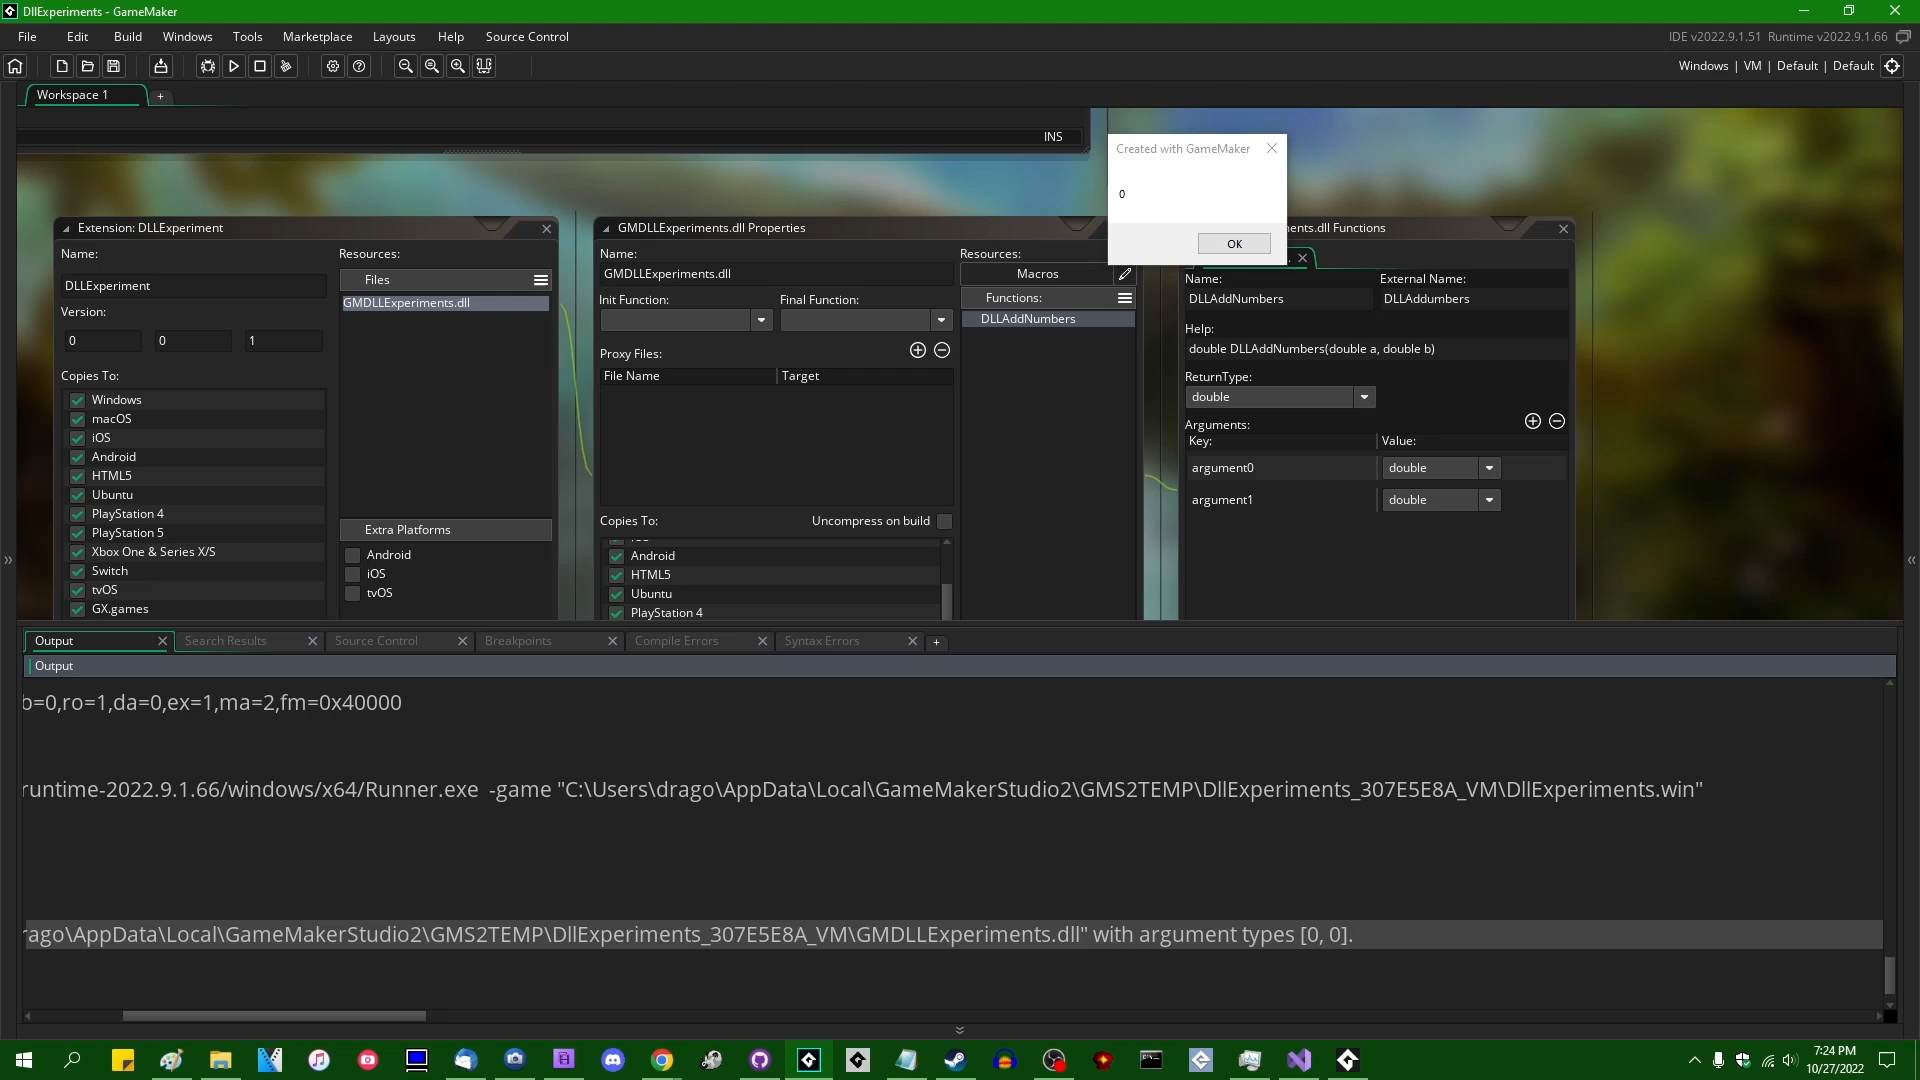 DllExperiments - GameMaker
File Edit Build Windows Tools Marketplace Layouts Help Source Control
IDE v2022.9.1.51 Runtime v2022.9.1.66
Windows | VM | Default | Default
Workspace 1
+
INS
Created with GameMaker
0
OK
Extension: DLLExperiment
Name:
DLLExperiment
Version:
0 0 1
Copies To:
Windows
macOS
iOS
Android
HTML5
Ubuntu
PlayStation 4
PlayStation 5
Xbox One & Series X/S
Switch
tvOS
GX.games
Resources:
Files
GMDLLExperiments.dll
Extra Platforms
Android
iOS
tvOS
GMDLLExperiments.dll Properties
Name:
GMDLLExperiments.dll
Init Function: Final Function:
Proxy Files:
File Name Target
Copies To: Uncompress on build
Android
HTML5
Ubuntu
PlayStation 4
Resources:
Macros
Functions:
DLLAddNumbers
ents.dll Functions
Name: External Name:
DLLAddNumbers DLLAddumbers
Help:
double DLLAddNumbers(double a, double b)
ReturnType:
double
Arguments:
Key: Value:
argument0 double
argument1 double
Output Search Results Source Control Breakpoints Compile Errors Syntax Errors +
Output
b=0,ro=1,da=0,ex=1,ma=2,fm=0x40000
runtime-2022.9.1.66/windows/x64/Runner.exe -game "C:\Users\drago\AppData\Local\GameMakerStudio2\GMS2TEMP\DllExperiments_307E5E8A_VM\DllExperiments.win"
rago\AppData\Local\GameMakerStudio2\GMS2TEMP\DllExperiments_307E5E8A_VM\GMDLLExperiments.dll" with argument types [0, 0].
7:24 PM
10/27/2022